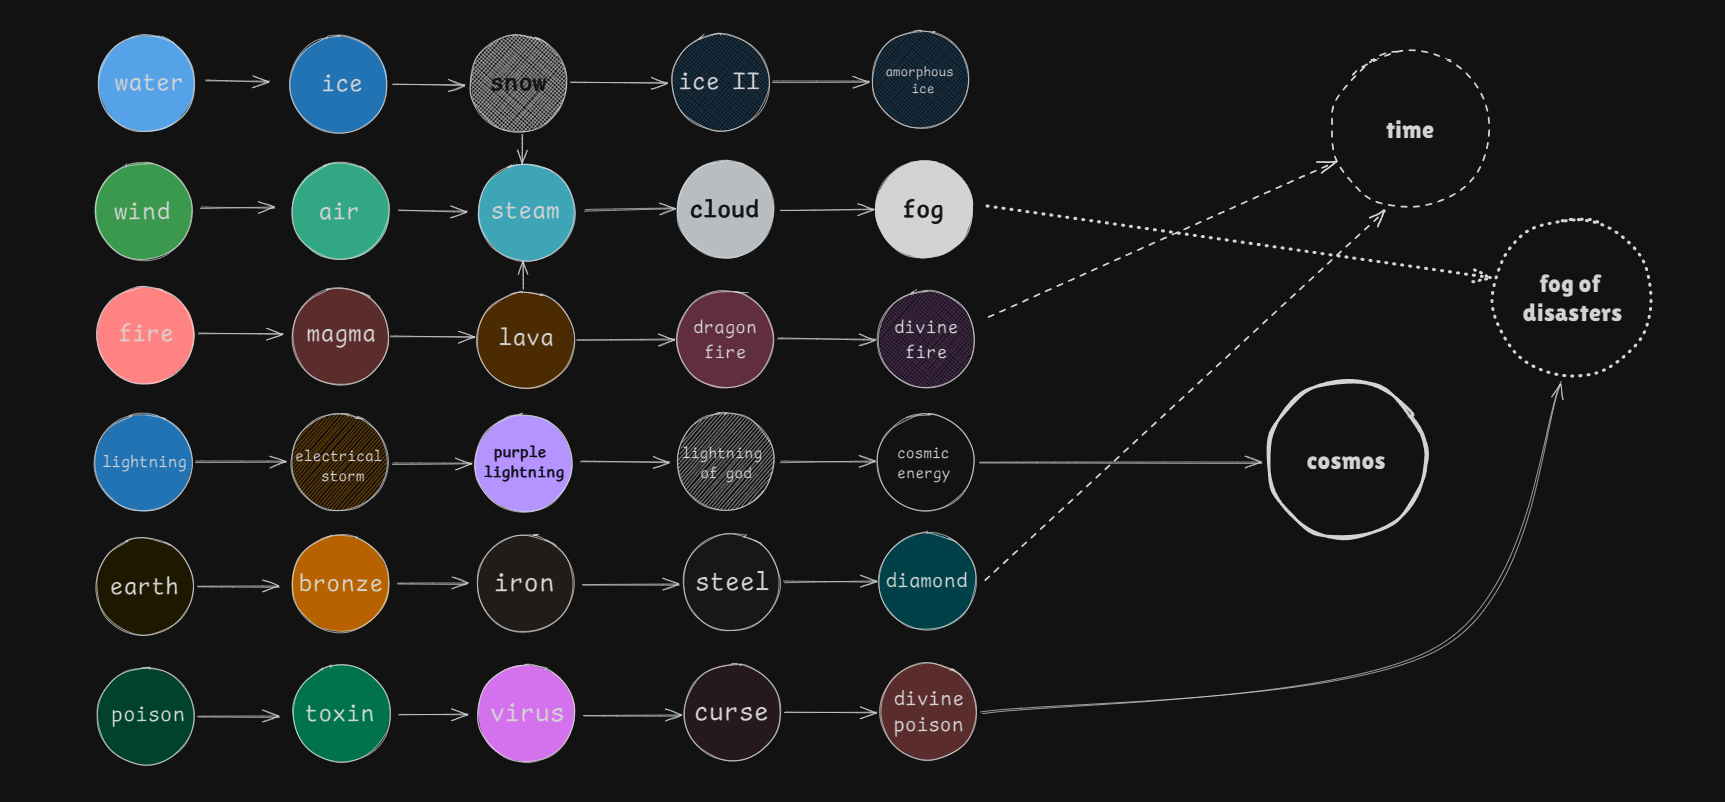 water
ice
snow
ice II
amorphous
ice
time
wind
air
steam
cloud
fog
fog of
disasters
fire
magma
lava
dragon
fire
divine
fire
lightning
electrical
storm
purple
lightning
lightning
of god
cosmic
energy
cosmos
earth
bronze
iron
steel
diamond
poison
toxin
virus
curse
divine
poison